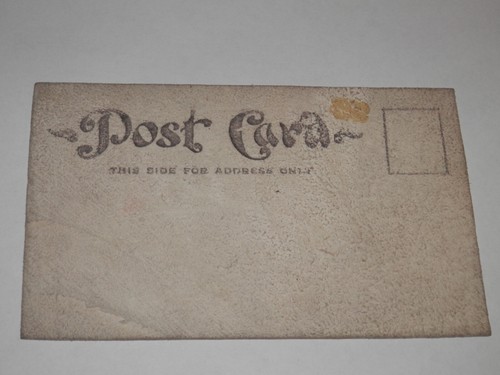 Post Card
THIS SIDE FOR ADDRESS ONLY